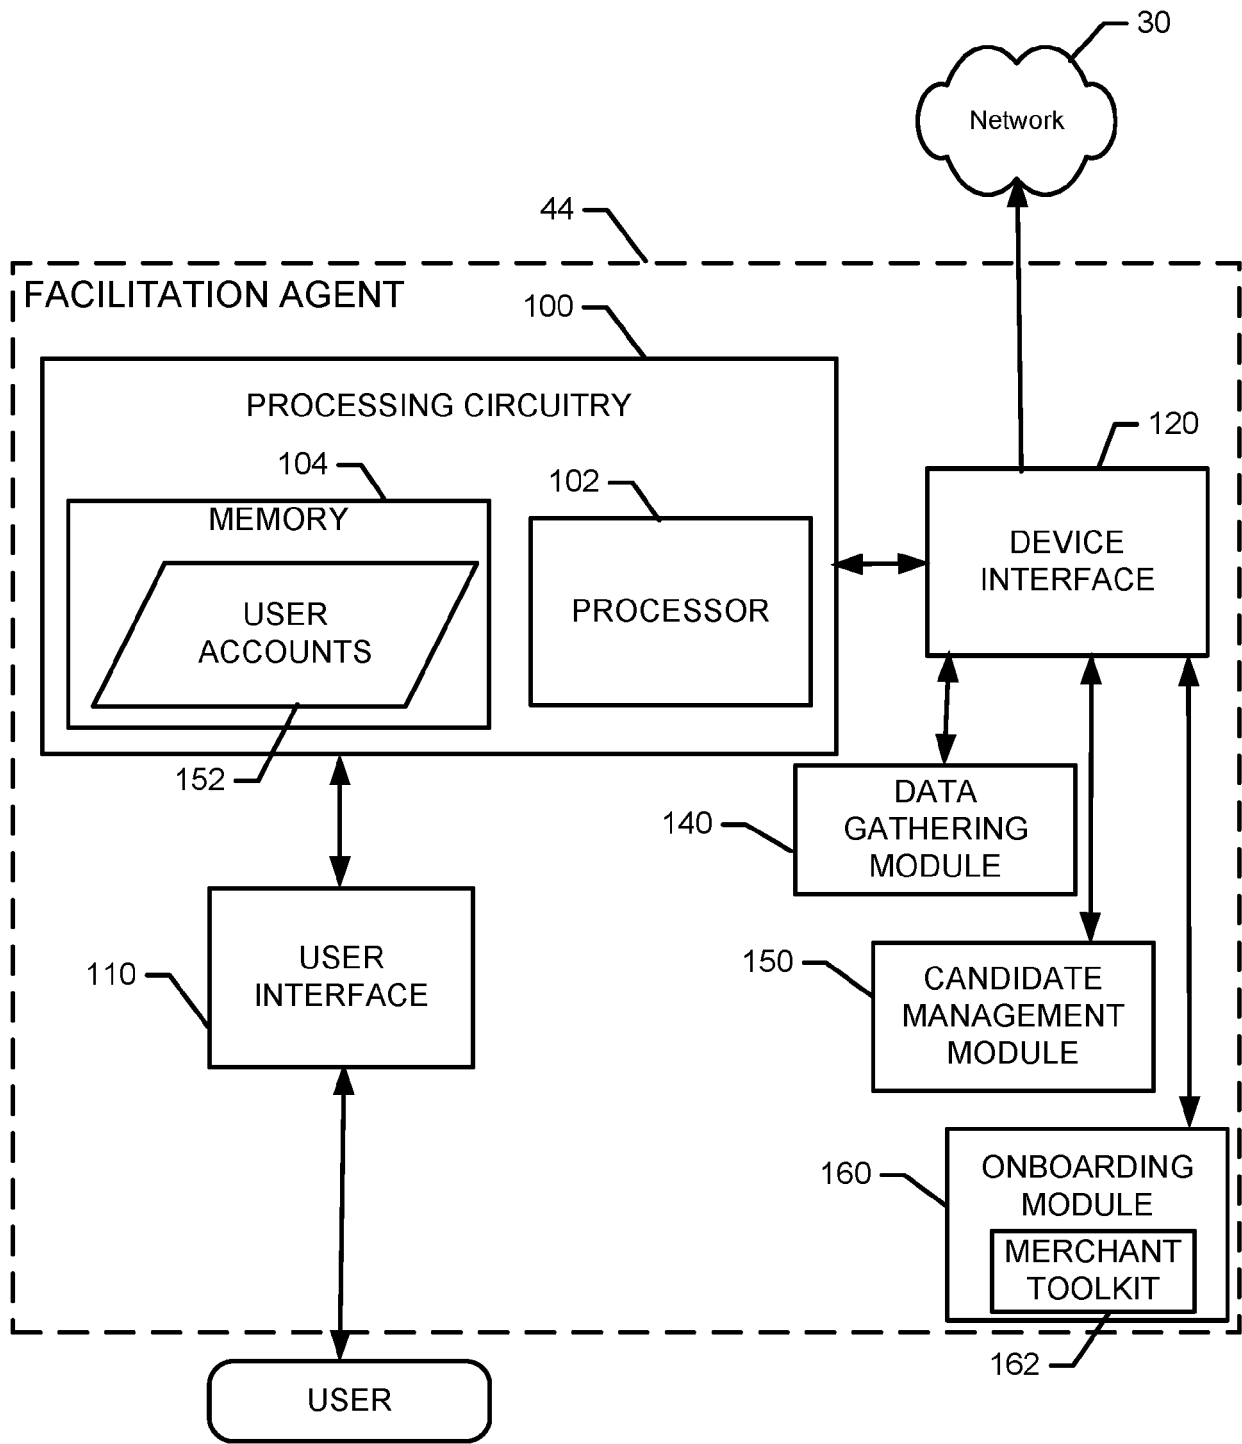 30
Network
44
FACILITATION AGENT
100
PROCESSING CIRCUITRY
120
104
102
MEMORY
DEVICE
INTERFACE
USER
ACCOUNTS
PROCESSOR
152
DATA
GATHERING
MODULE
140
USER
INTERFACE
110
150
CANDIDATE
MANAGEMENT
MODULE
160
ONBOARDING
MODULE
MERCHANT
TOOLKIT
162
USER